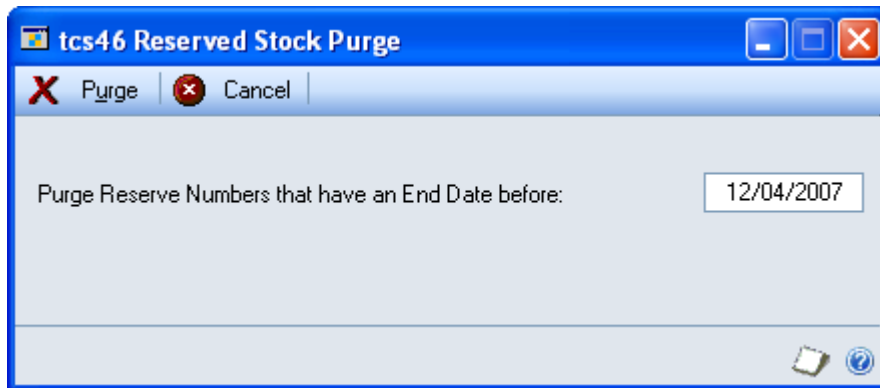 tcs46 Reserved Stock Purge
Purge Cancel
Purge Reserve Numbers that have an End Date before: 12/04/2007